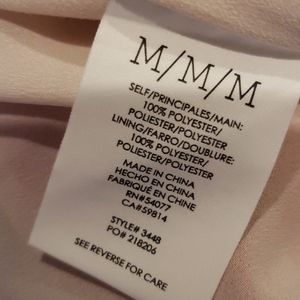 M/M/M
SELF/PRINCIPALES/MAIN:
100% POLYESTER/
POLIESTER/POLYESTER
LINING/FARRO/DOUBLURE:
100% POLYESTER/
POLIESTER/POLYESTER
MADE IN CHINA
HECHO EN CHINA
FABRIQUÉ EN CHINE
RN#54077
CA#59814
STYLE# 3448
PO# 218206
SEE REVERSE FOR CARE